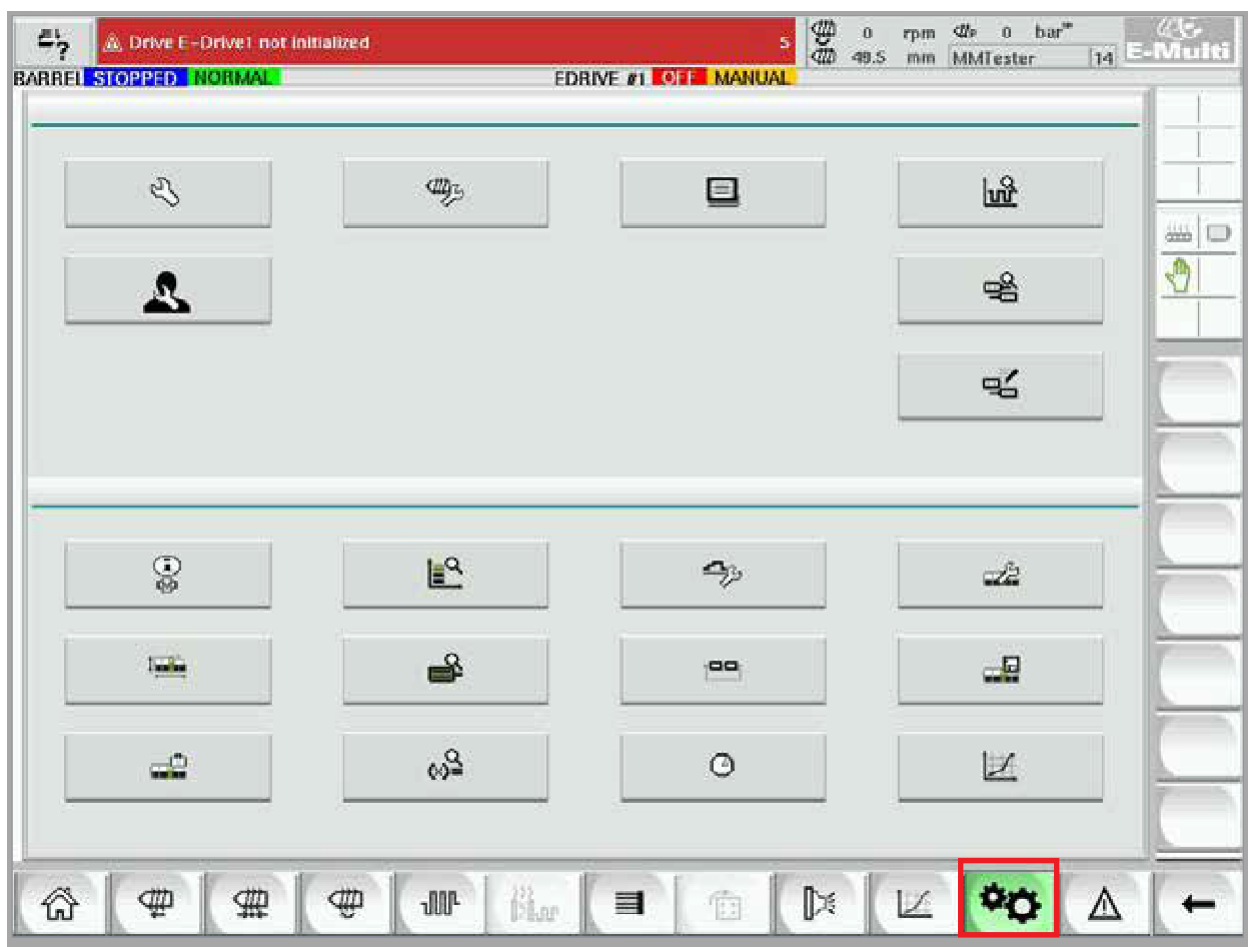 Drive E-Drive1 not initialized 5
0 rpm 0 bar
49.5 mm MMTester 14
E-Multi
BARREL STOPPED NORMAL EDRIVE #1 OFF MANUAL